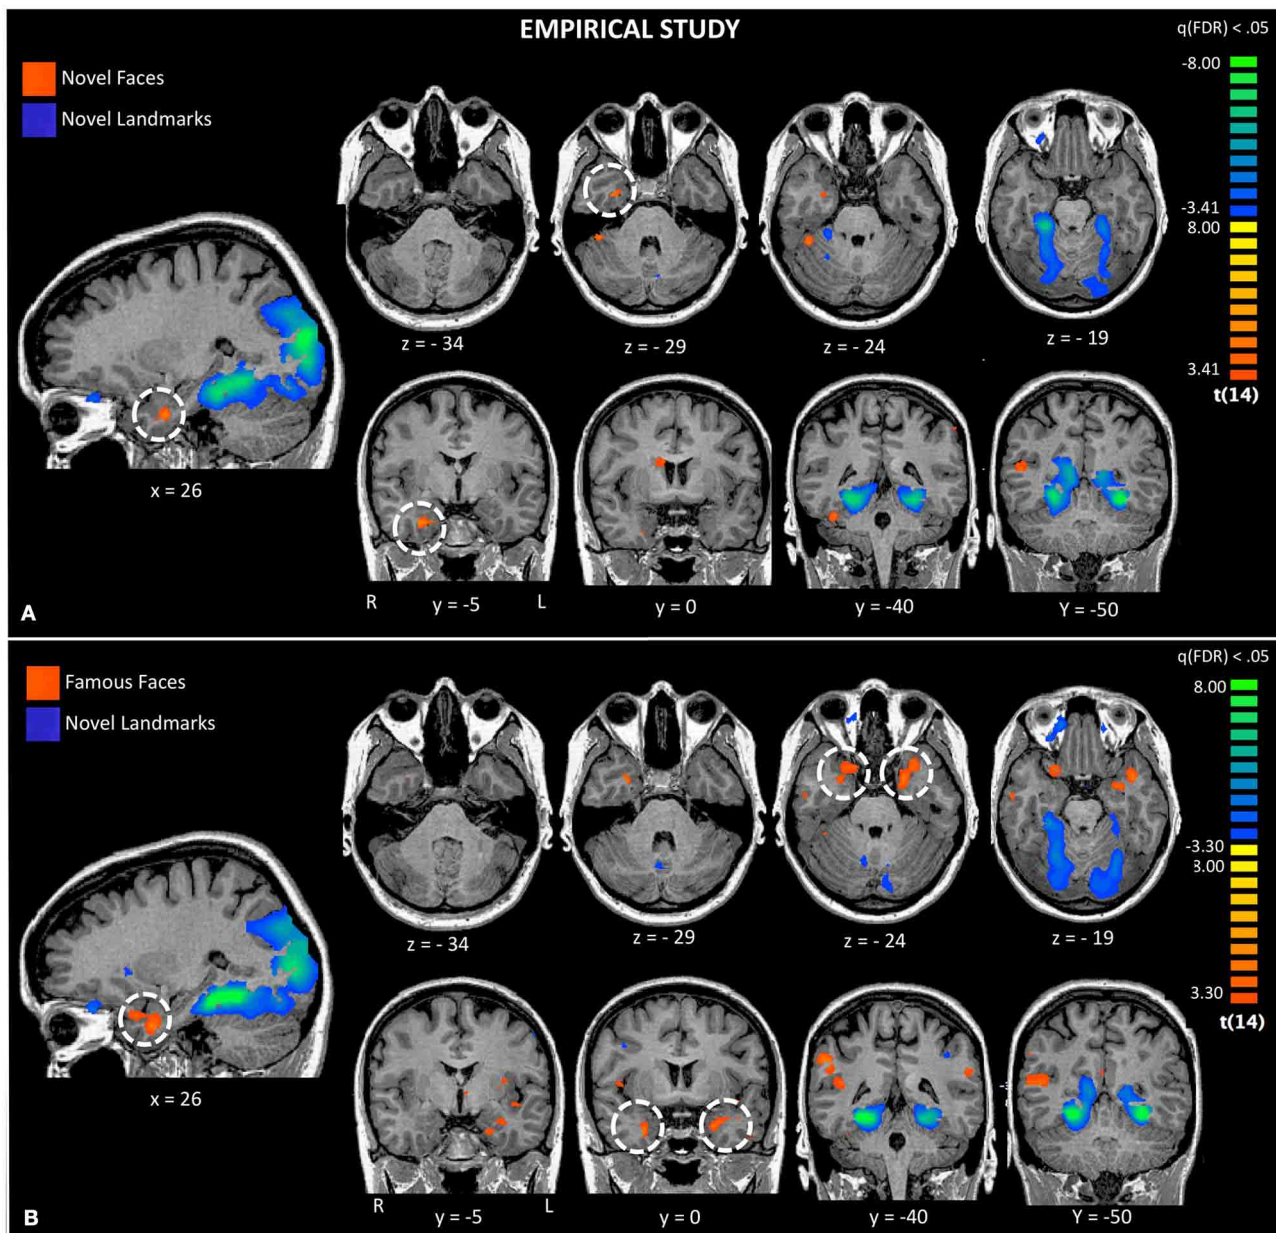 EMPIRICAL STUDY
q(FDR) < .05
Novel Faces
Novel Landmarks
-8.00
-3.41
8.00
3.41
t(14)
z = - 34
z = - 29
z = - 24
z = - 19
x = 26
R
y = -5
L
y = 0
y = -40
Y = -50
A
q(FDR) < .05
Famous Faces
Novel Landmarks
8.00
-3.30
8.00
3.30
t(14)
z = - 34
z = - 29
z = - 24
z = - 19
x = 26
R
y = -5
L
y = 0
y = -40
Y = -50
B